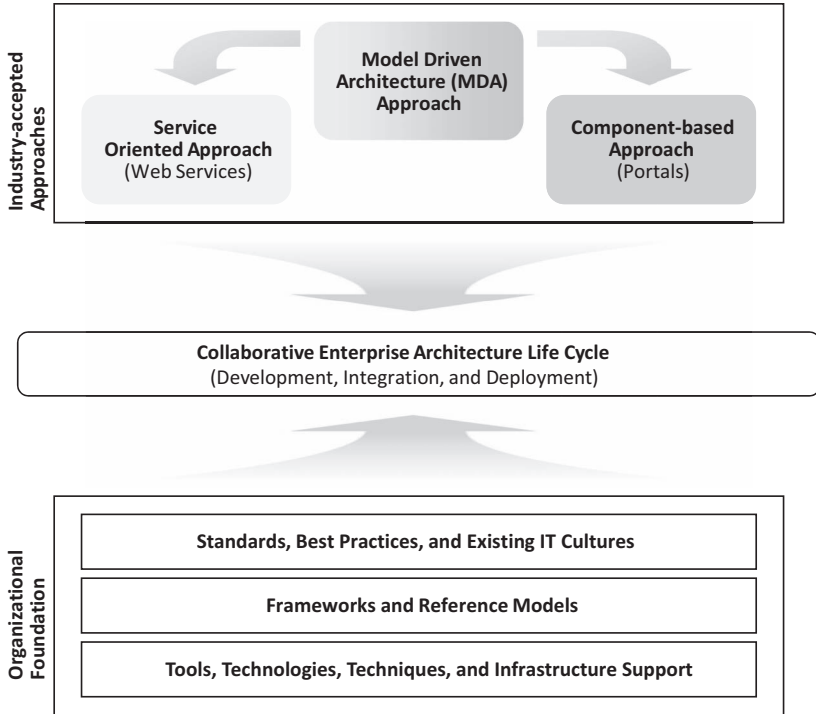 Industry-accepted
Approaches
Model Driven
Architecture (MDA)
Approach
Service
Oriented Approach
(Web Services)
Component-based
Approach
(Portals)
Collaborative Enterprise Architecture Life Cycle
(Development, Integration, and Deployment)
Organizational
Foundation
Standards, Best Practices, and Existing IT Cultures
Frameworks and Reference Models
Tools, Technologies, Techniques, and Infrastructure Support